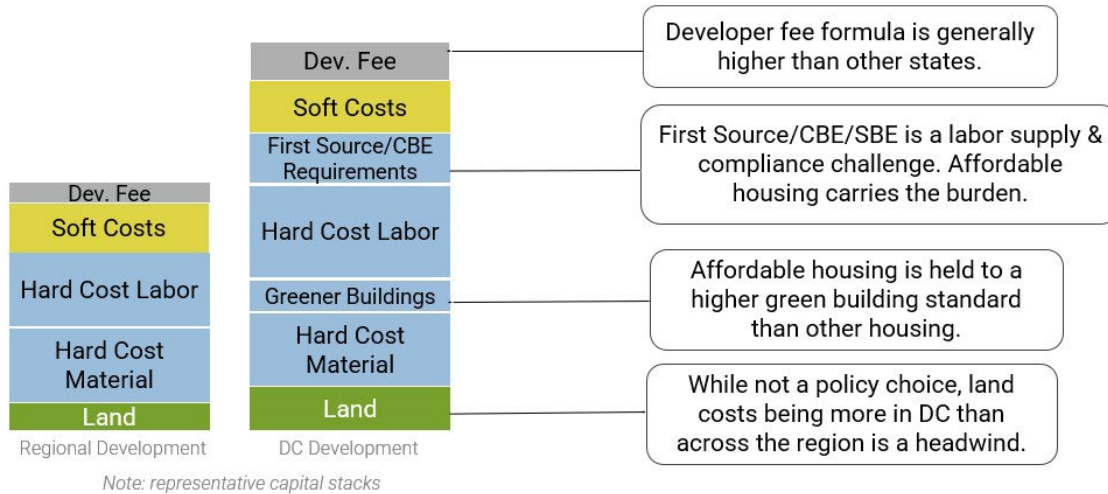 Dev. Fee
Soft Costs
Hard Cost Labor
Hard Cost
Material
Land
Regional Development
Dev. Fee
Soft Costs
First Source/CBE
Requirements
Hard Cost Labor
Greener Buildings
Hard Cost
Material
Land
DC Development
Note: representative capital stacks
Developer fee formula is generally
higher than other states.
First Source/CBE/SBE is a labor supply &
compliance challenge. Affordable
housing carries the burden.
Affordable housing is held to a
higher green building standard
than other housing.
While not a policy choice, land
costs being more in DC than
across the region is a headwind.